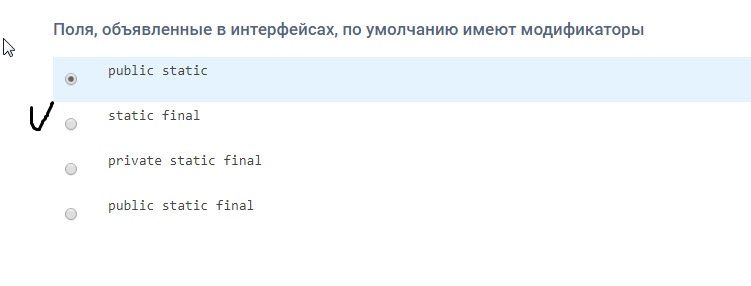 Поля, объявленные в интерфейсах, по умолчанию имеют модификаторы
public static
static final
private static final
public static final